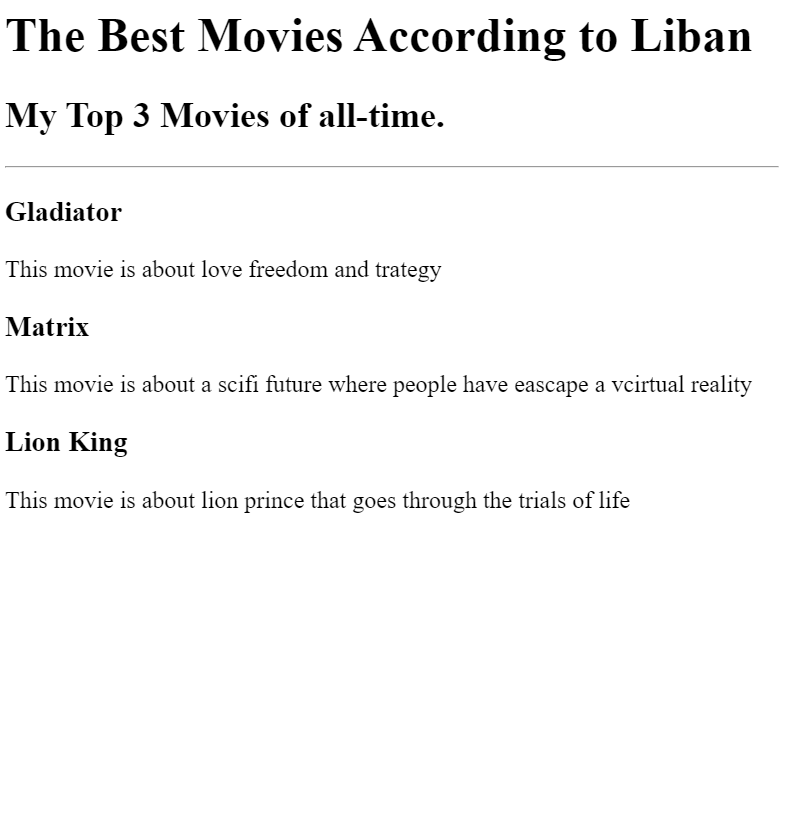 The Best Movies According to Liban
My Top 3 Movies of all-time.
Gladiator
This movie is about love freedom and trategy
Matrix
This movie is about a scifi future where people have eascape a vcirtual reality
Lion King
This movie is about lion prince that goes through the trials of life